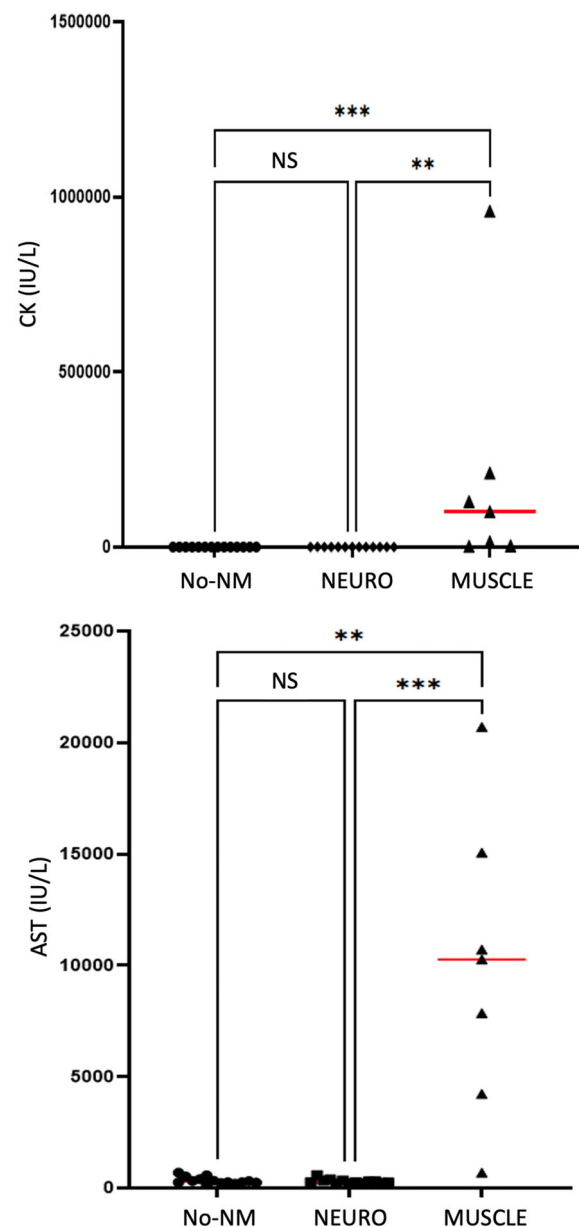 1500000
***
NS
**
1000000
CK (IU/L)
500000
0
No-NM NEURO MUSCLE
25000
**
NS
***
20000
15000
AST (IU/L)
10000
5000
0
No-NM NEURO MUSCLE